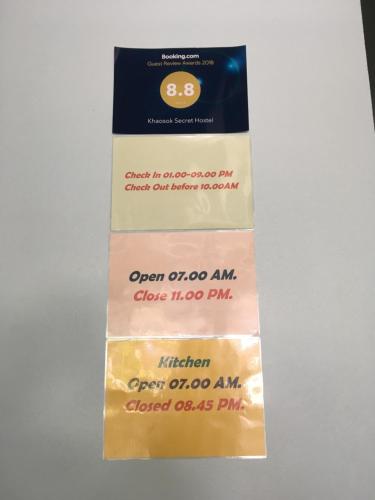 Booking.com
Guest Review Awards 2018
8.8
Khaosok Secret Hostel
Check In 01.00-09.00 PM
Check Out before 10.00AM
Open 07.00 AM.
Close 11.00 PM.
Kitchen
Open 07.00 AM.
Closed 08.45 PM.